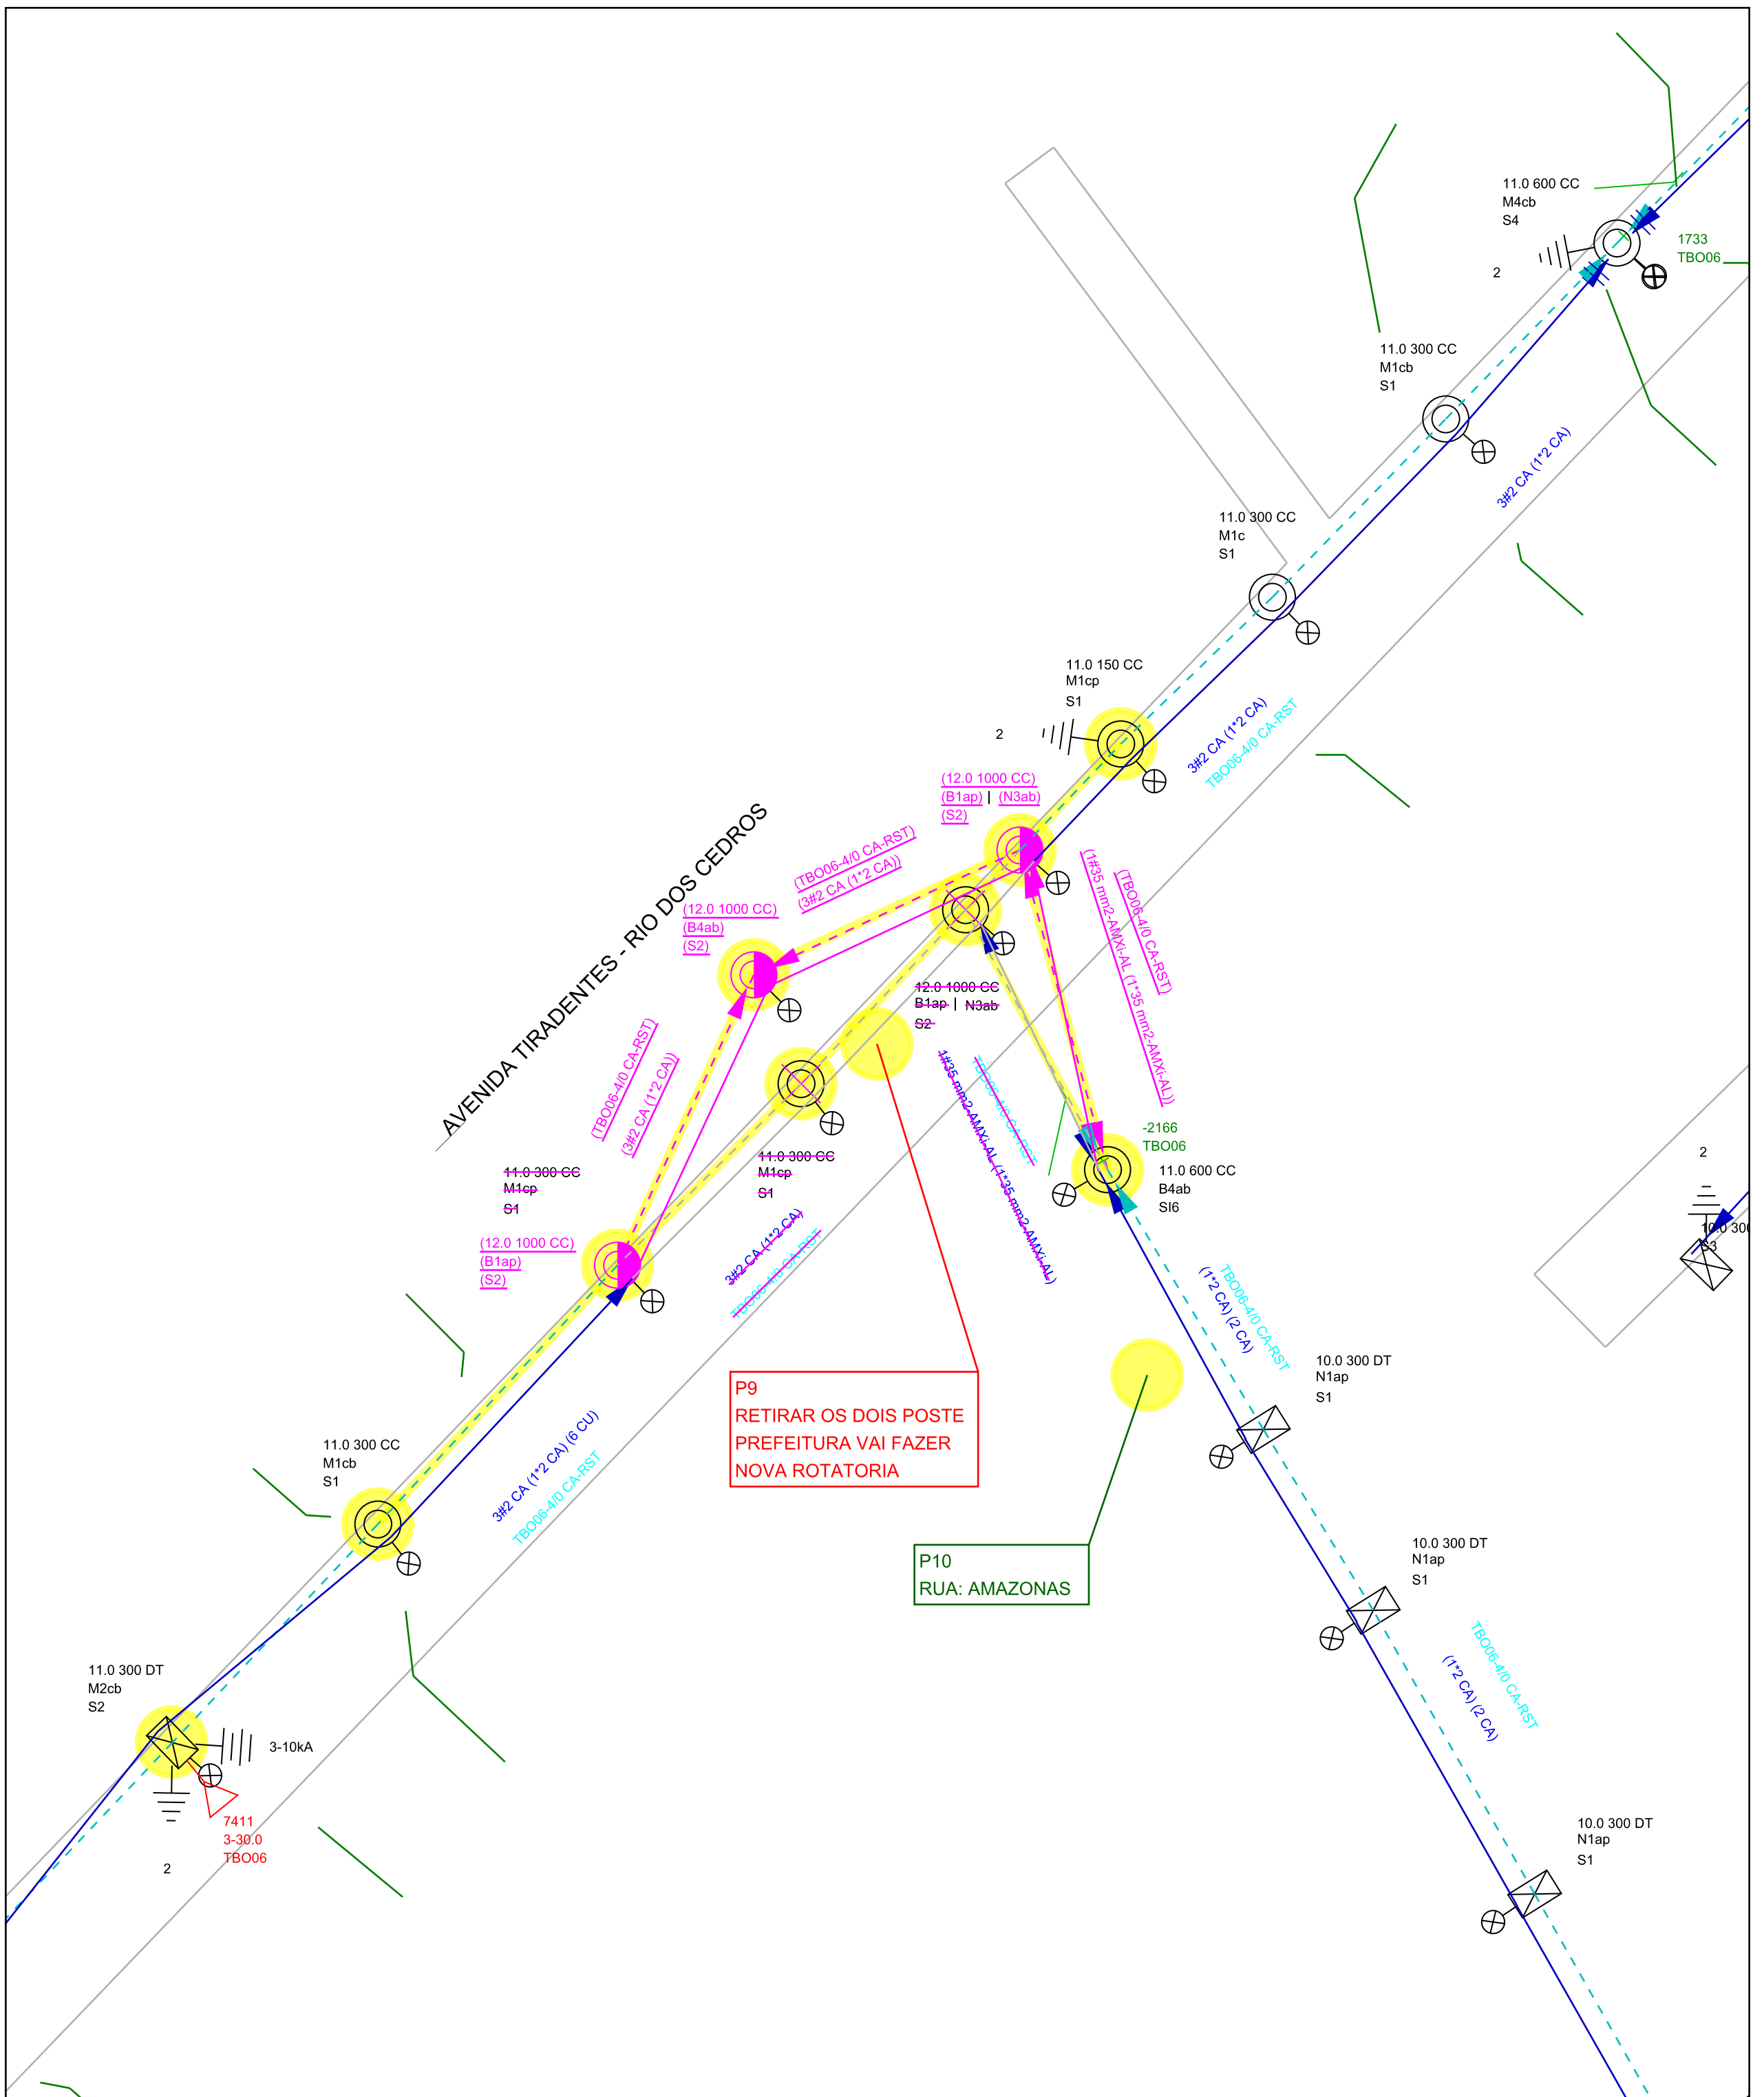 11.0 600 CC
M4cb
S4
1733
TBO06
2
11.0 300 CC
M1cb
S1
3#2 CA (1*2 CA)
11.0 300 CC
M1c
S1
11.0 150 CC
M1cp
S1
2
3#2 CA (1*2 CA)
TBO06-4/0 CA-RST
(12.0 1000 CC)
(B1ap) | (N3ab)
(S2)
AVENIDA TIRADENTES - RIO DOS CEDROS
(TBO06-4/0 CA-RST)
(3#2 CA (1*2 CA))
(12.0 1000 CC)
(B4ab)
(S2)
(TBO06-4/0 CA-RST)
(1#35 mm2-AMXi-AL (1*35 mm2-AMXi-AL))
12.0 1000 CC
B1ap | N3ab
S2
(TBO06-4/0 CA-RST)
(3#2 CA (1*2 CA))
TBO06-4/0 CA-RST
1#35 mm2-AMXi-AL (1*35 mm2-AMXi-AL)
-2166
TBO06
11.0 600 CC
B4ab
SI6
11.0 300 CC
M1cp
S1
11.0 300 CC
M1cp
S1
(12.0 1000 CC)
(B1ap)
(S2)
3#2 CA (1*2 CA)
TBO06-4/0 CA-RST
2
S3
TBO06-4/0 CA-RST
(1*2 CA) (2 CA)
10.0 300 DT
N1ap
S1
P9
RETIRAR OS DOIS POSTE
PREFEITURA VAI FAZER
NOVA ROTATORIA
11.0 300 CC
M1cb
S1
3#2 CA (1*2 CA) (6 CU)
TBO06-4/0 CA-RST
P10
RUA: AMAZONAS
10.0 300 DT
N1ap
S1
TBO06-4/0 CA-RST
(1*2 CA) (2 CA)
11.0 300 DT
M2cb
S2
3-10kA
7411
3-30.0
TBO06
2
10.0 300 DT
N1ap
S1